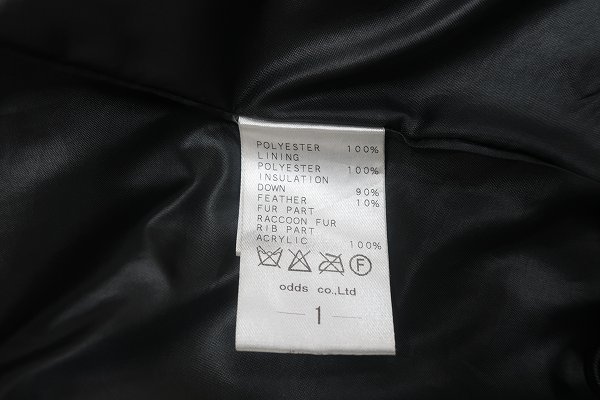 POLYESTER 100%
LINING
POLYESTER 100%
INSULATION
DOWN 90%
FEATHER 10%
FUR PART
RACCOON FUR
RIB PART
ACRYLIC 100%
F
odds co.,Ltd
— 1 —